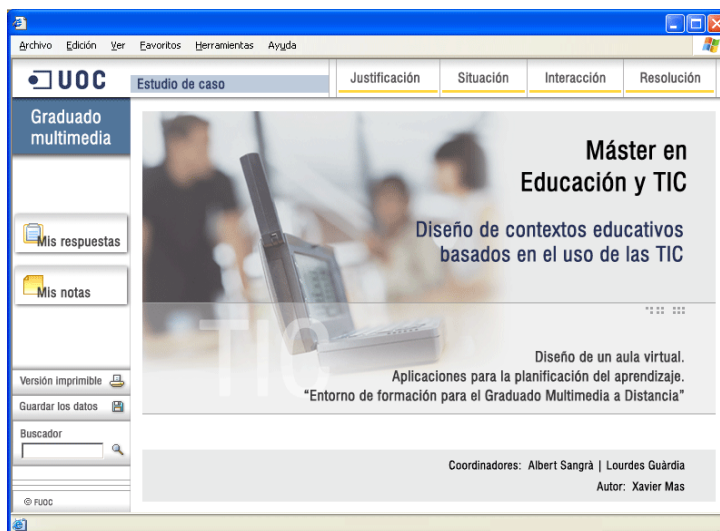 Archivo Edición Ver Favoritos Herramientas Ayuda
UOC
Estudio de caso
Justificación Situación Interacción Resolución
Graduado
multimedia
Máster en
Educación y TIC
Diseño de contextos educativos
basados en el uso de las TIC
Mis respuestas
Mis notas
TIC
Diseño de un aula virtual.
Aplicaciones para la planificación del aprendizaje.
“Entorno de formación para el Graduado Multimedia a Distancia”
Versión imprimible
Guardar los datos
Buscador
Coordinadores: Albert Sangrà | Lourdes Guàrdia
Autor: Xavier Mas
© FUOC